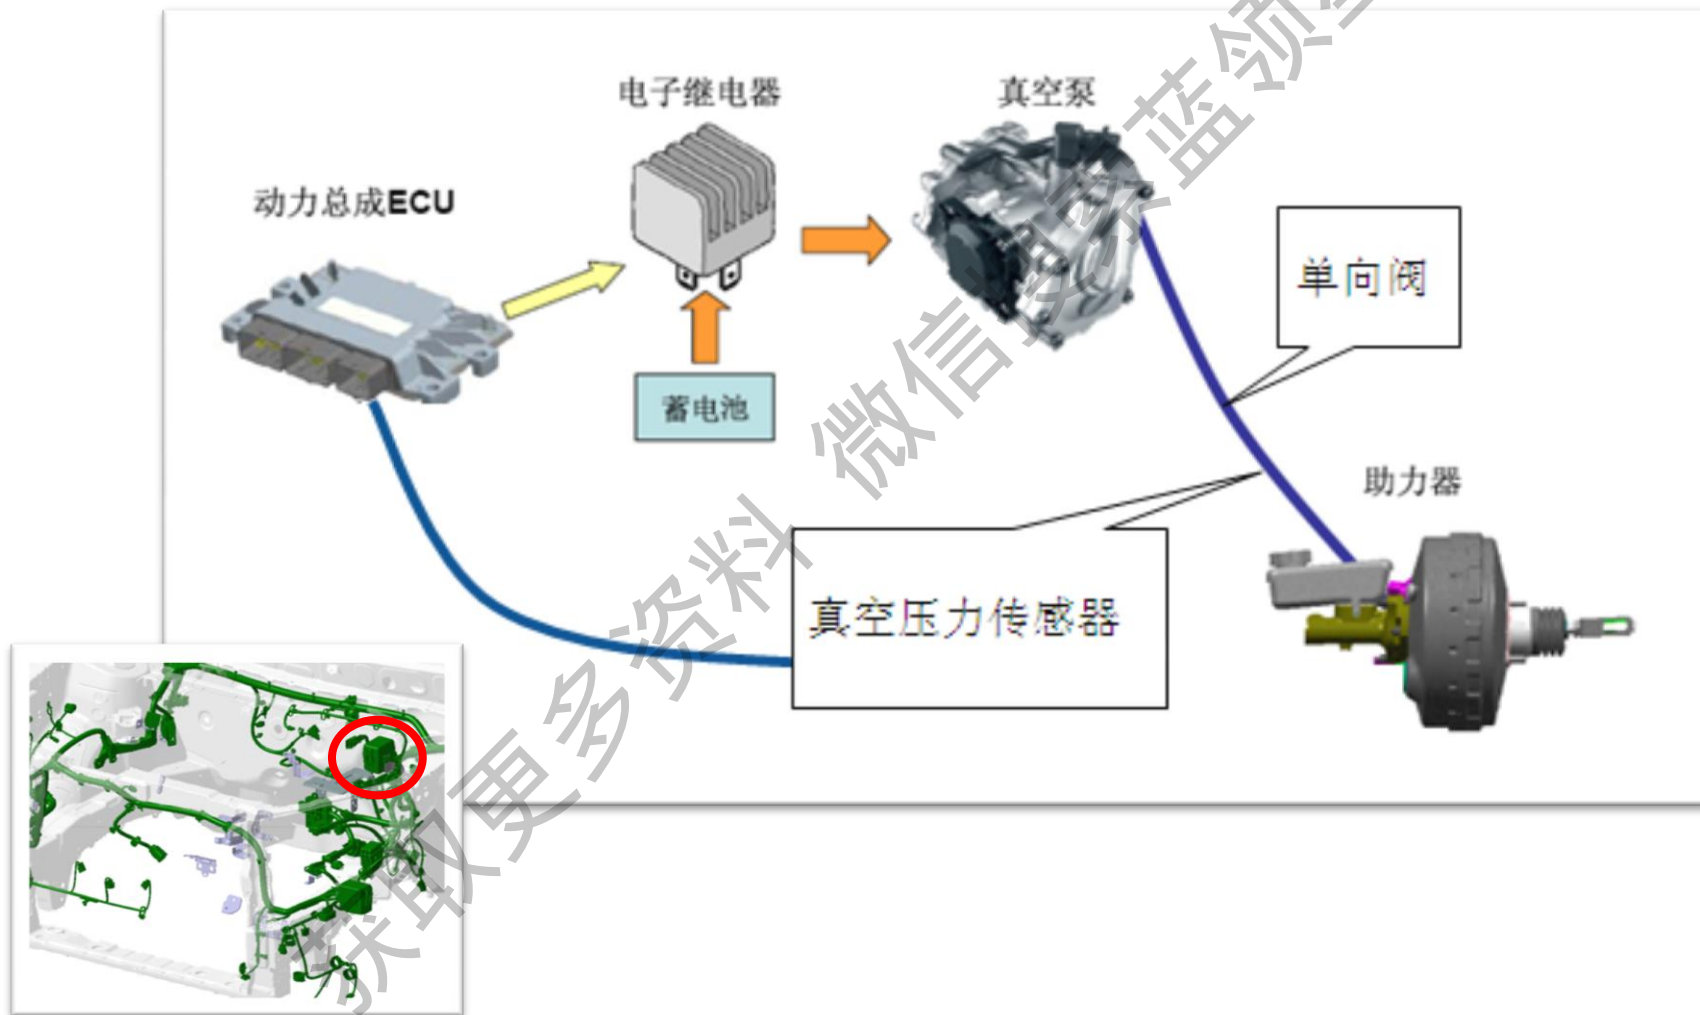 电子继电器
真空泵
动力总成ECU
单向阀
蓄电池
助力器
真空压力传感器
获取更多资料 微信搜索蓝领星